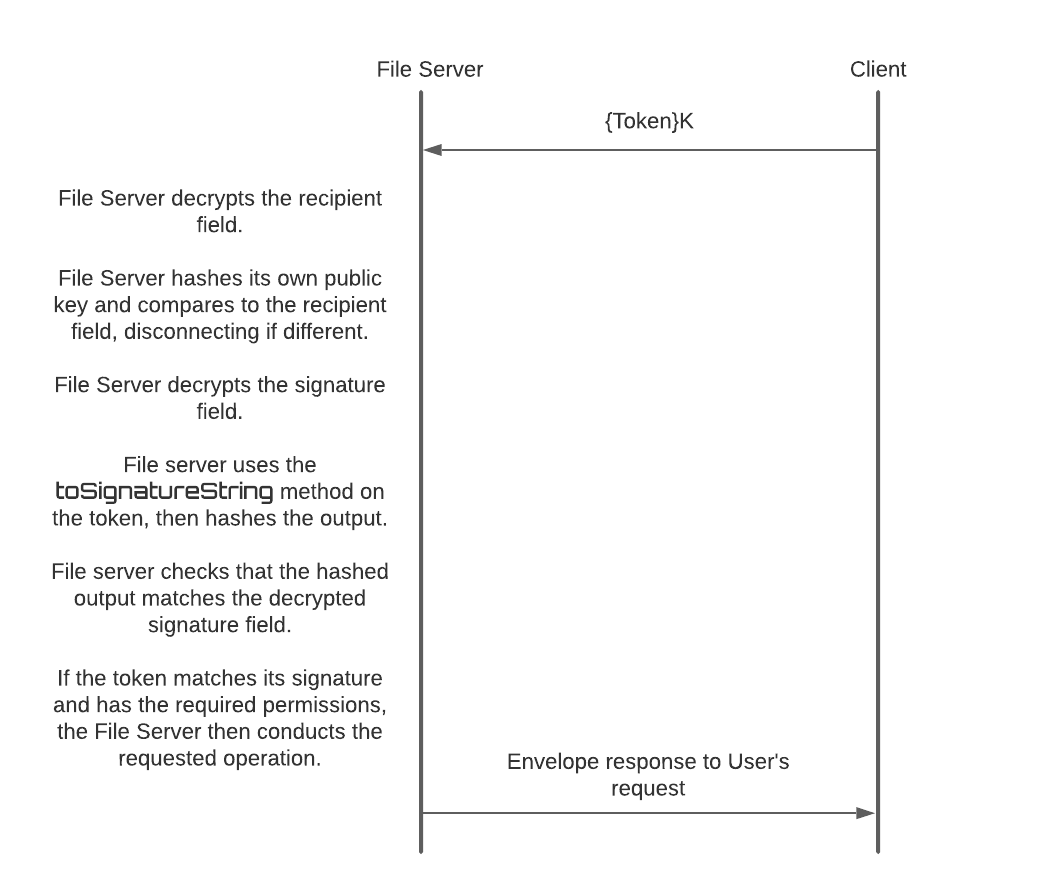 File Server
Client
{Token}K
File Server decrypts the recipient
field.
File Server hashes its own public
key and compares to the recipient
field, disconnecting if different.
File Server decrypts the signature
field.
File server uses the
toSignatureString method on
the token, then hashes the output.
File server checks that the hashed
output matches the decrypted
signature field.
If the token matches its signature
and has the required permissions,
the File Server then conducts the
requested operation.
Envelope response to User's
request